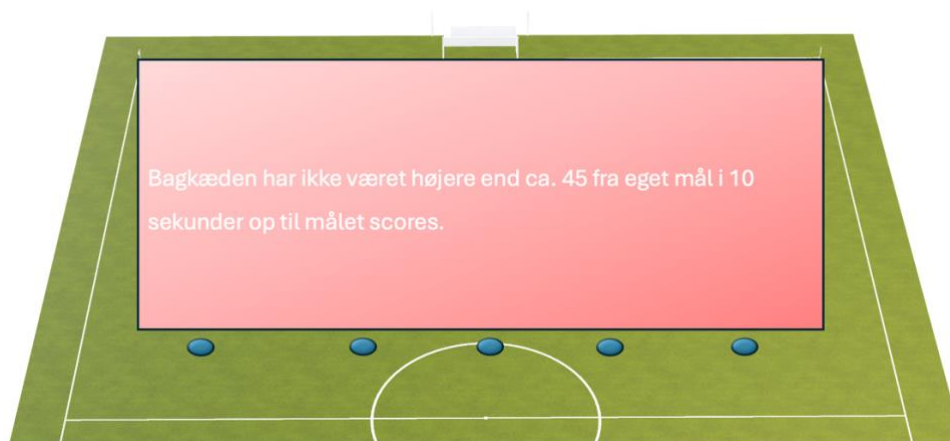 Bagkæden har ikke været højere end ca. 45 fra eget mål i 10
sekunder op til målet scores.